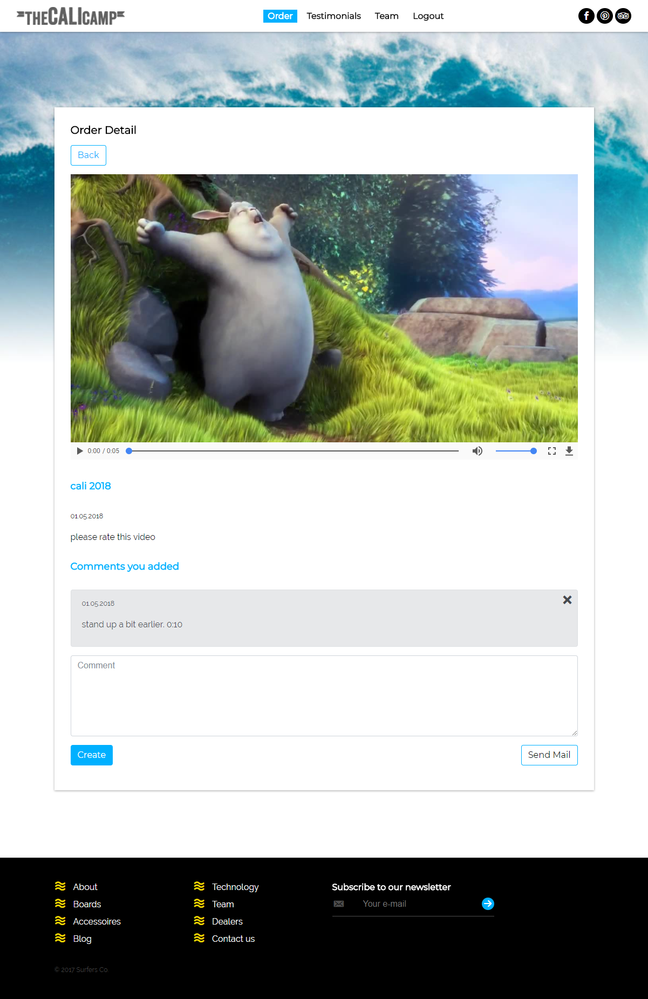 THECALICAMP
Order Testimonials Team Logout
Order Detail
Back
0:00 / 0:05
cali 2018
01.05.2018
please rate this video
Comments you added
01.05.2018
stand up a bit earlier. 0:10
Comment
Create
Send Mail
About
Boards
Accessoires
Blog
Technology
Team
Dealers
Contact us
Subscribe to our newsletter
Your e-mail
© 2017 Surfers Co.